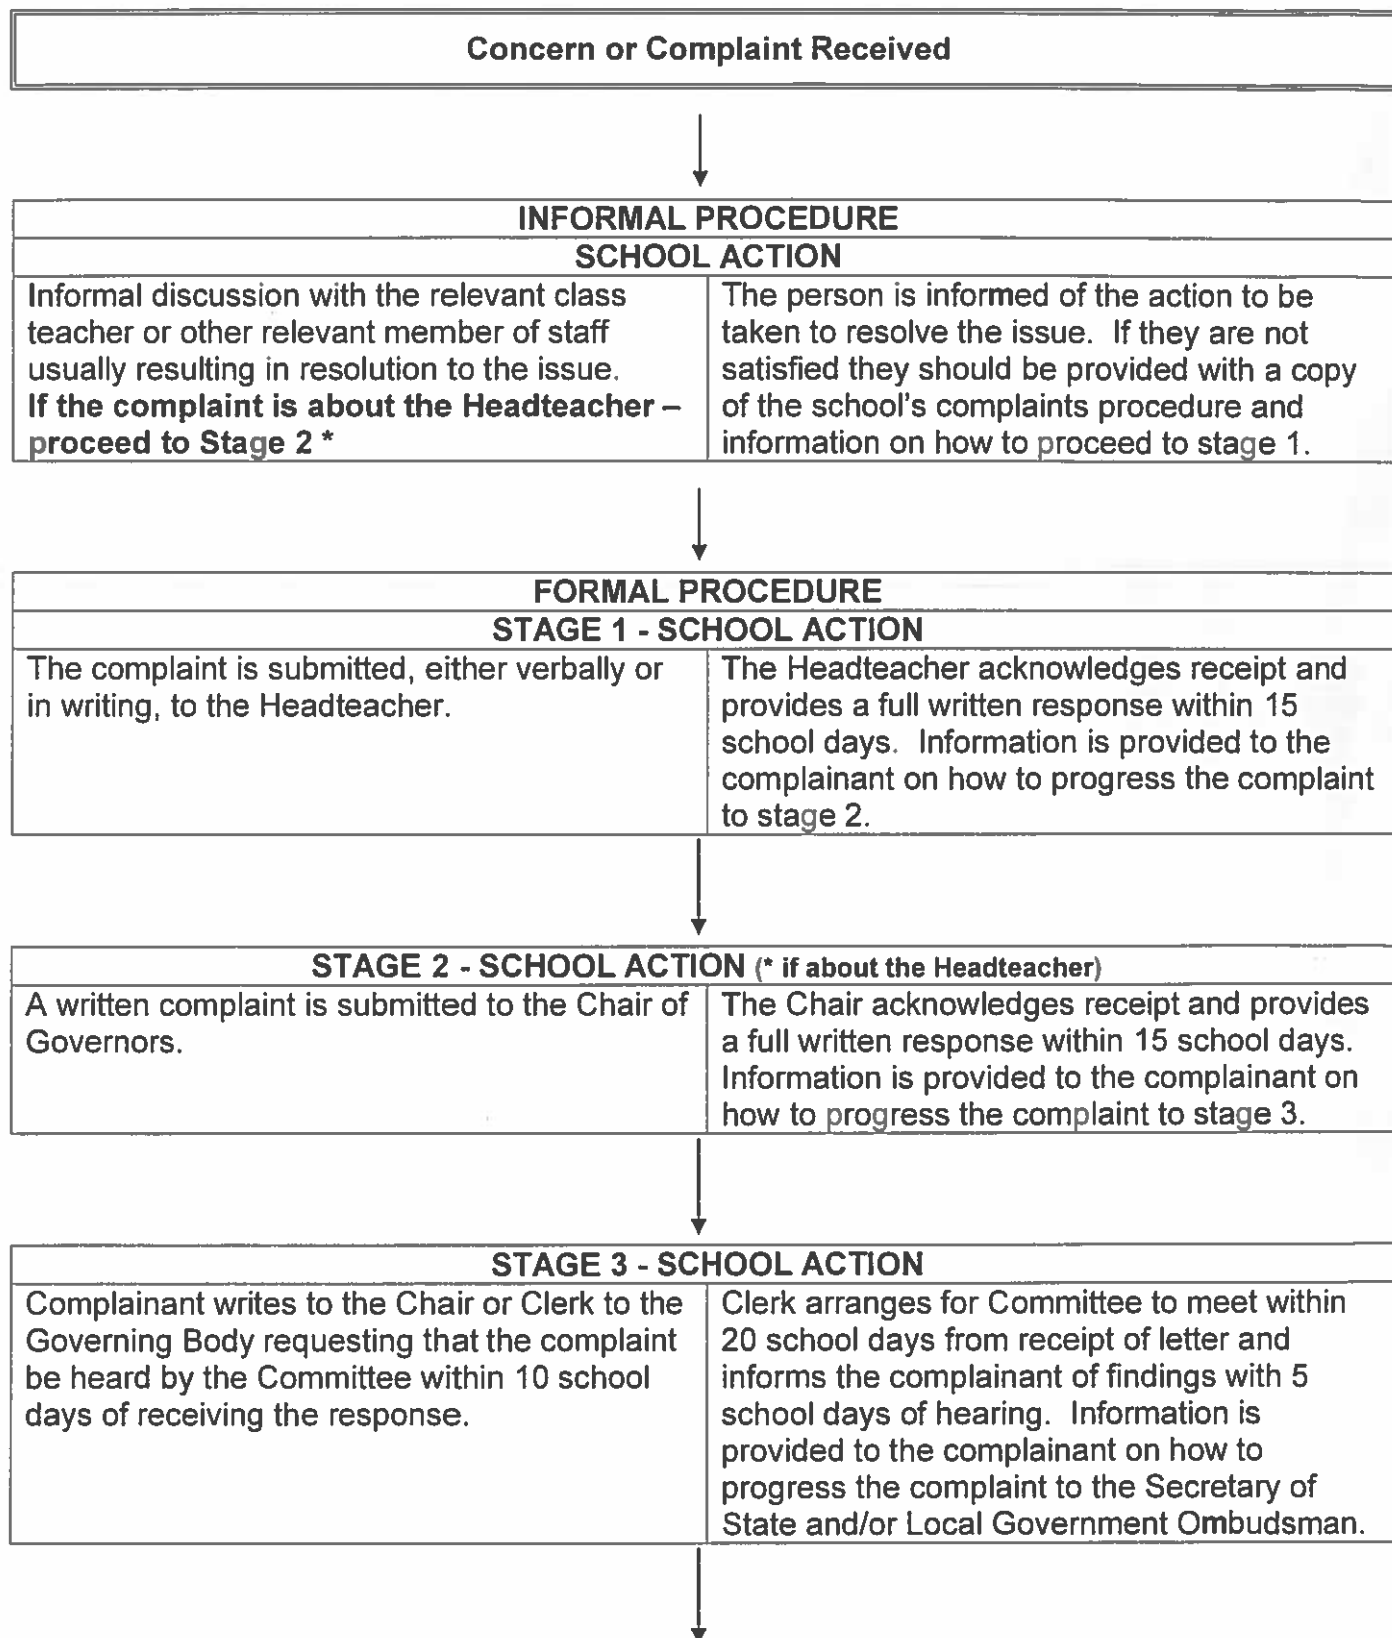 Concern or Complaint Received
INFORMAL PROCEDURE
SCHOOL ACTION
Informal discussion with the relevant class
teacher or other relevant member of staff
usually resulting in resolution to the issue.
If the complaint is about the Headteacher –
proceed to Stage 2 *
The person is informed of the action to be
taken to resolve the issue. If they are not
satisfied they should be provided with a copy
of the school's complaints procedure and
information on how to proceed to stage 1.
FORMAL PROCEDURE
STAGE 1 - SCHOOL ACTION
The complaint is submitted, either verbally or
in writing, to the Headteacher.
The Headteacher acknowledges receipt and
provides a full written response within 15
school days. Information is provided to the
complainant on how to progress the complaint
to stage 2.
STAGE 2 - SCHOOL ACTION (* if about the Headteacher)
A written complaint is submitted to the Chair of
Governors.
The Chair acknowledges receipt and provides
a full written response within 15 school days.
Information is provided to the complainant on
how to progress the complaint to stage 3.
STAGE 3 - SCHOOL ACTION
Complainant writes to the Chair or Clerk to the
Governing Body requesting that the complaint
be heard by the Committee within 10 school
days of receiving the response.
Clerk arranges for Committee to meet within
20 school days from receipt of letter and
informs the complainant of findings with 5
school days of hearing. Information is
provided to the complainant on how to
progress the complaint to the Secretary of
State and/or Local Government Ombudsman.